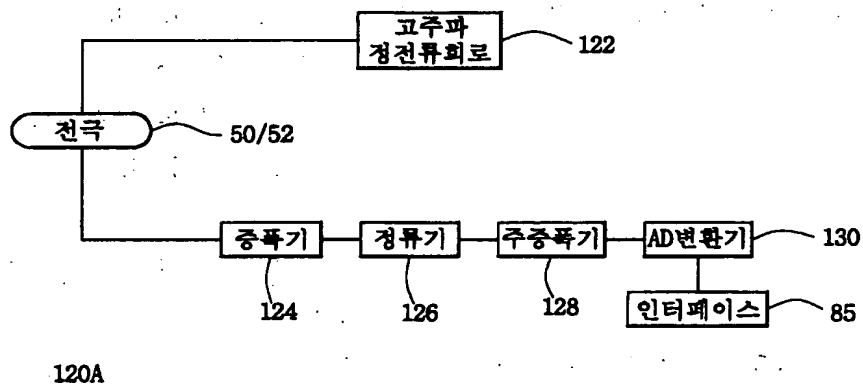 고주파
정전류회로
122
전극
50/52
증폭기
정류기
주증폭기
AD변환기
130
124
126
128
인터페이스
85
120A